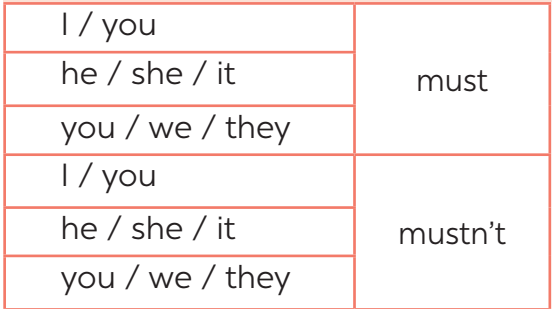 I / you
he / she / it
must
you / we / they
I / you
he / she / it
mustn't
you / we / they